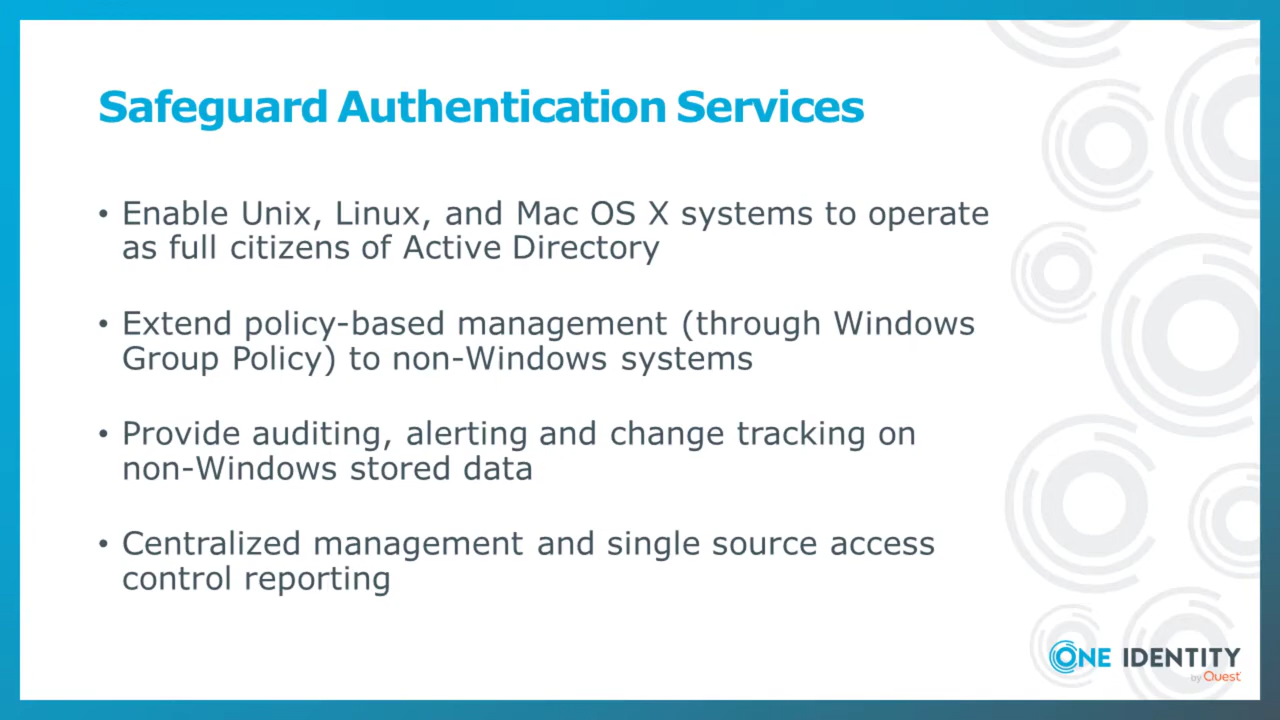 Safeguard Authentication Services
• Enable Unix, Linux, and Mac OS X systems to operate
as full citizens of Active Directory
• Extend policy-based management (through Windows
Group Policy) to non-Windows systems
• Provide auditing, alerting and change tracking on
non-Windows stored data
• Centralized management and single source access
control reporting
ONE IDENTITY
by Quest